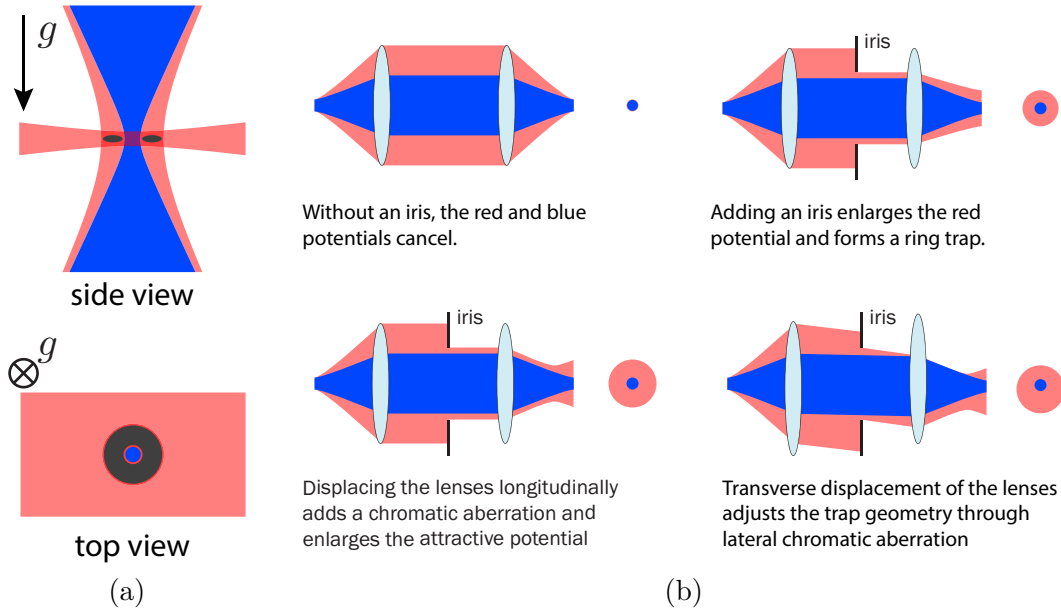 g
side view
g
top view
(a)
Without an iris, the red and blue
potentials cancel.
iris
Adding an iris enlarges the red
potential and forms a ring trap.
iris
Displacing the lenses longitudinally
adds a chromatic aberration and
enlarges the attractive potential
iris
Transverse displacement of the lenses
adjusts the trap geometry through
lateral chromatic aberration
(b)